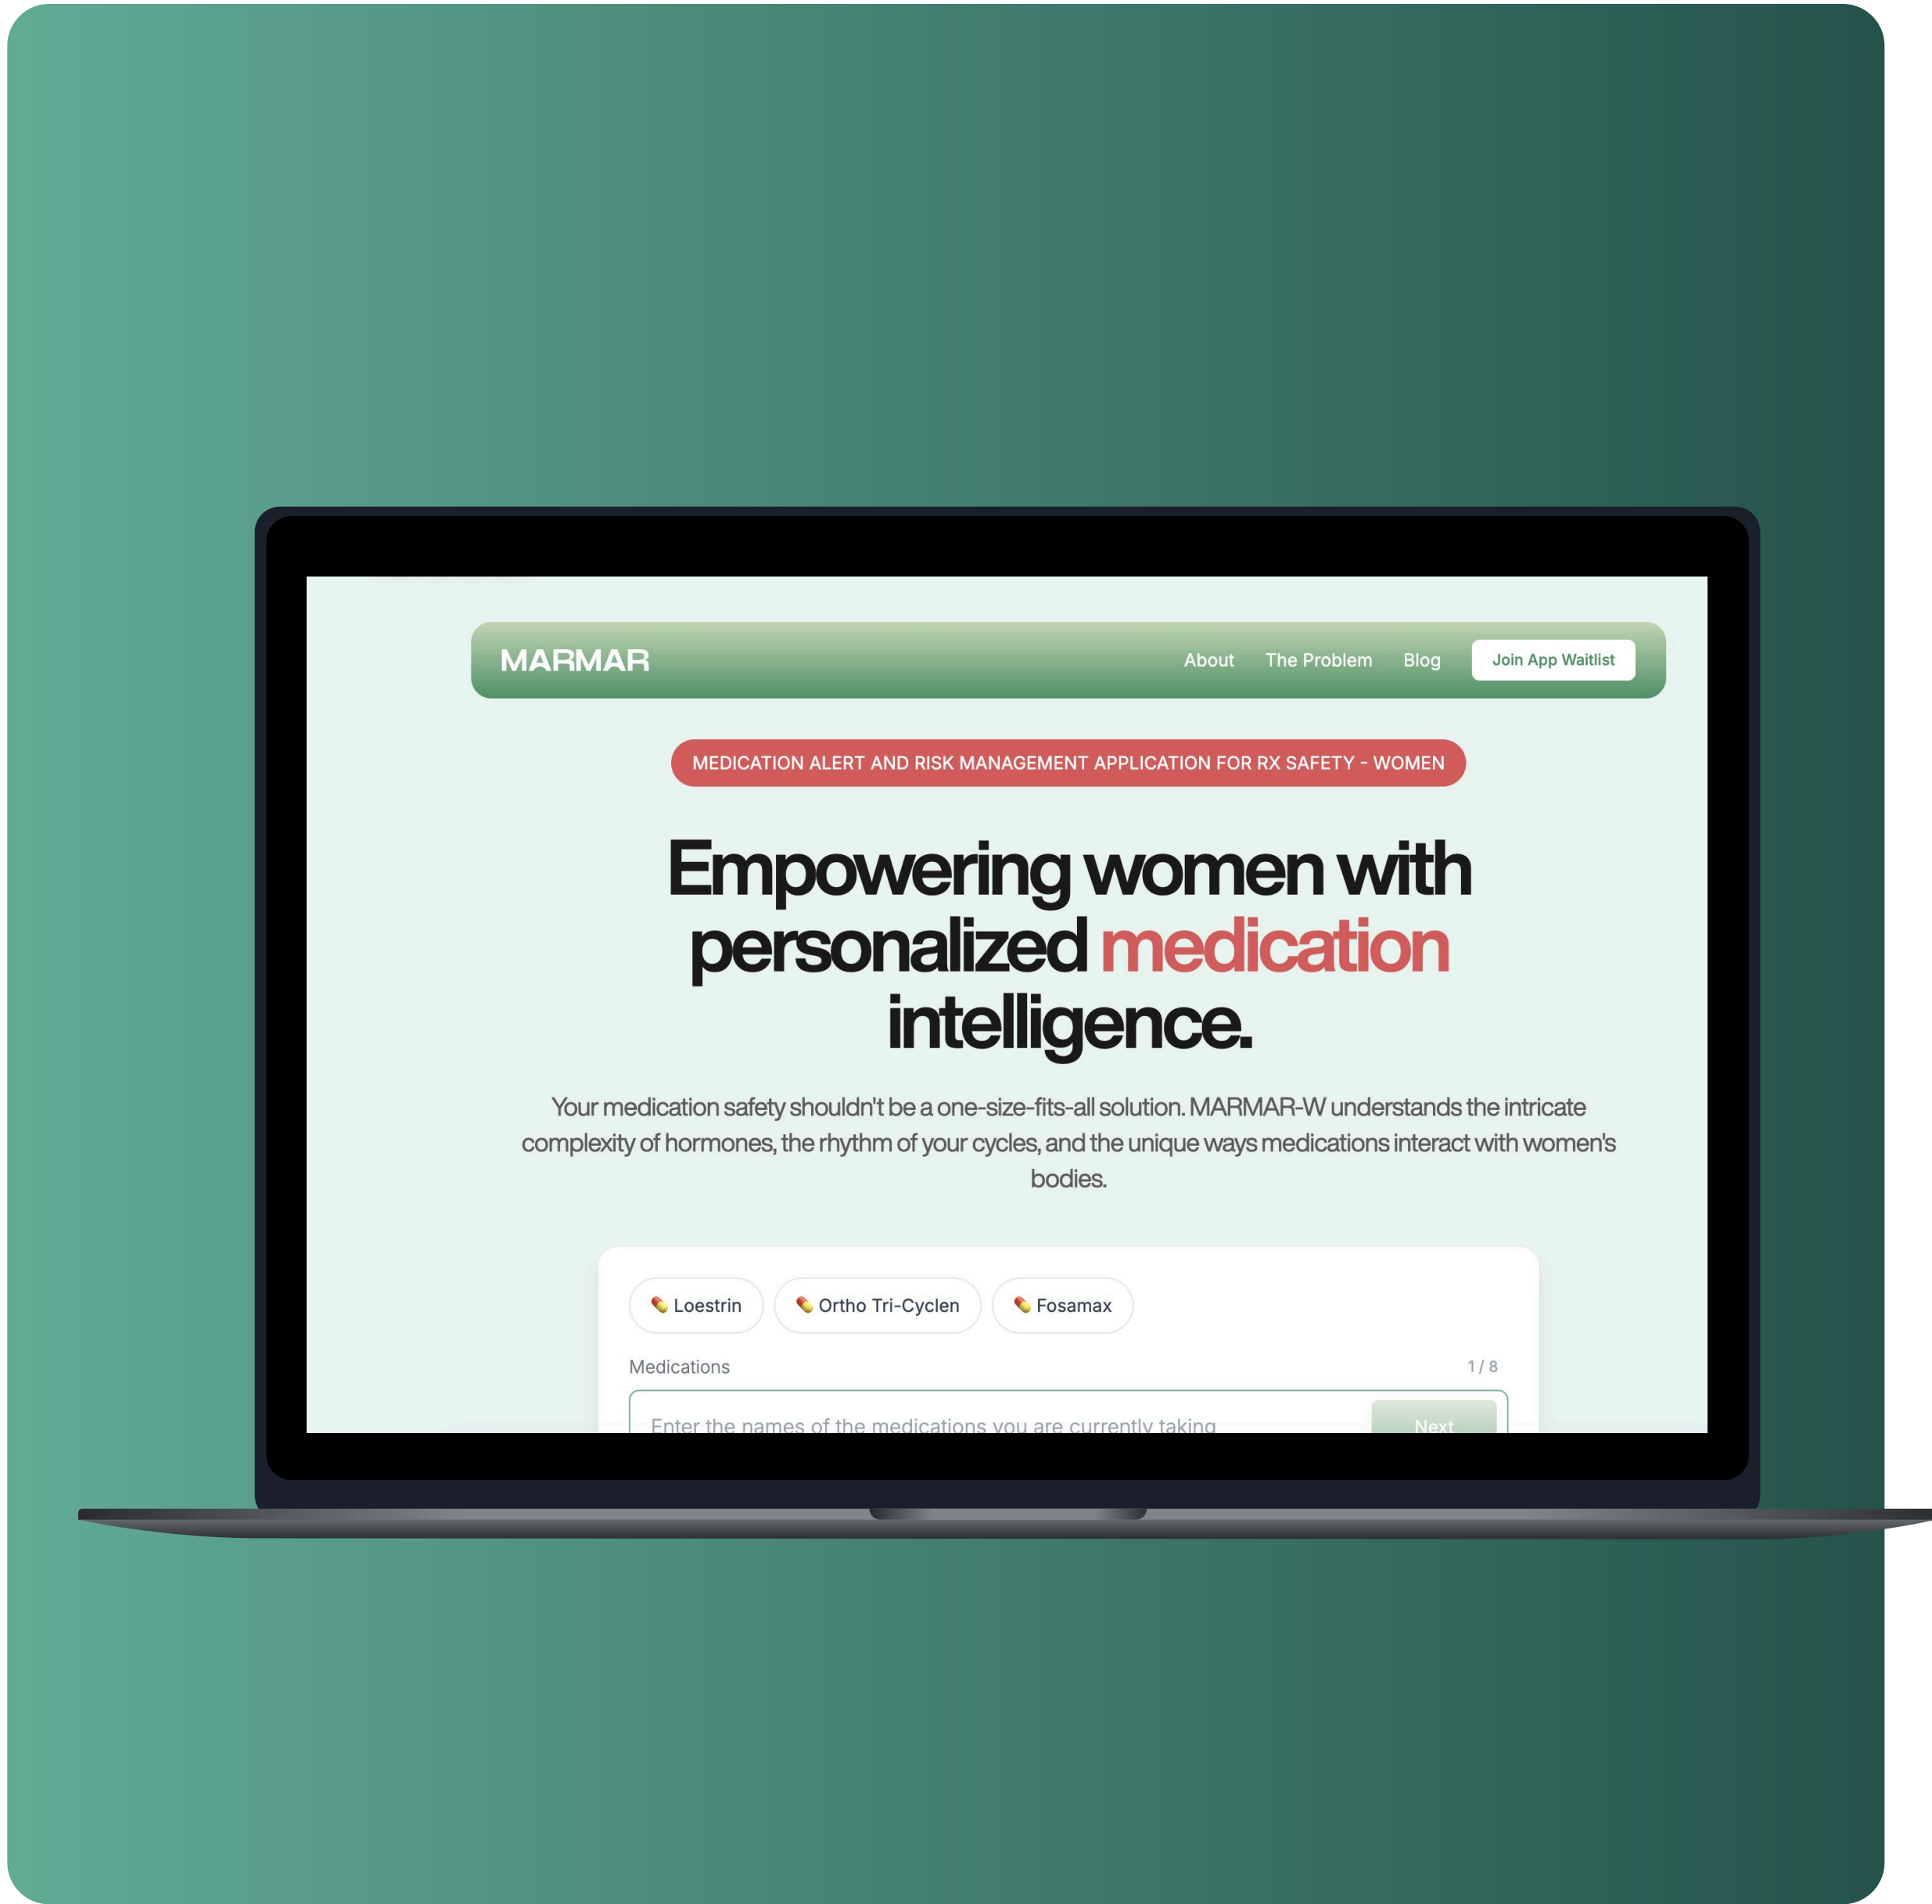 MARMAR
About The Problem Blog Join App Waitlist
MEDICATION ALERT AND RISK MANAGEMENT APPLICATION FOR RX SAFETY - WOMEN
Empowering women with
personalized medication
intelligence.
Your medication safety shouldn't be a one-size-fits-all solution. MARMAR-W understands the intricate
complexity of hormones, the rhythm of your cycles, and the unique ways medications interact with women's
bodies.
Loestrin Ortho Tri-Cyclen Fosamax
Medications 1 / 8
Enter the names of the medications you are currently taking Next